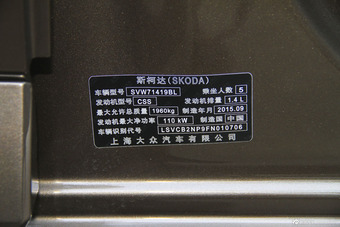 斯柯达(SKODA)
车辆型号 SVW71419BL 乘坐人数 5
发动机型号 CSS 发动机排量 1.4 L
最大允许总质量 1960kg 制造年月 2015.09
发动机最大净功率 110 kW 制造国 中国
车辆识别代号 LSVCB2NP9FN010706
上海大众汽车有限公司